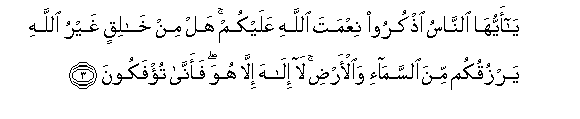 يَـٰٓأَيُّهَا ٱلنَّاسُ ٱذْكُرُوا۟ نِعْمَتَ ٱللَّهِ عَلَيْكُمْ ۚ هَلْ مِنْ خَـٰلِقٍ غَيْرُ ٱللَّهِ
يَرْزُقُكُم مِّنَ ٱلسَّمَآءِ وَٱلْأَرْضِ ۚ لَآ إِلَـٰهَ إِلَّا هُوَ ۖ فَأَنَّىٰ تُؤْفَكُونَ ﴿٣﴾